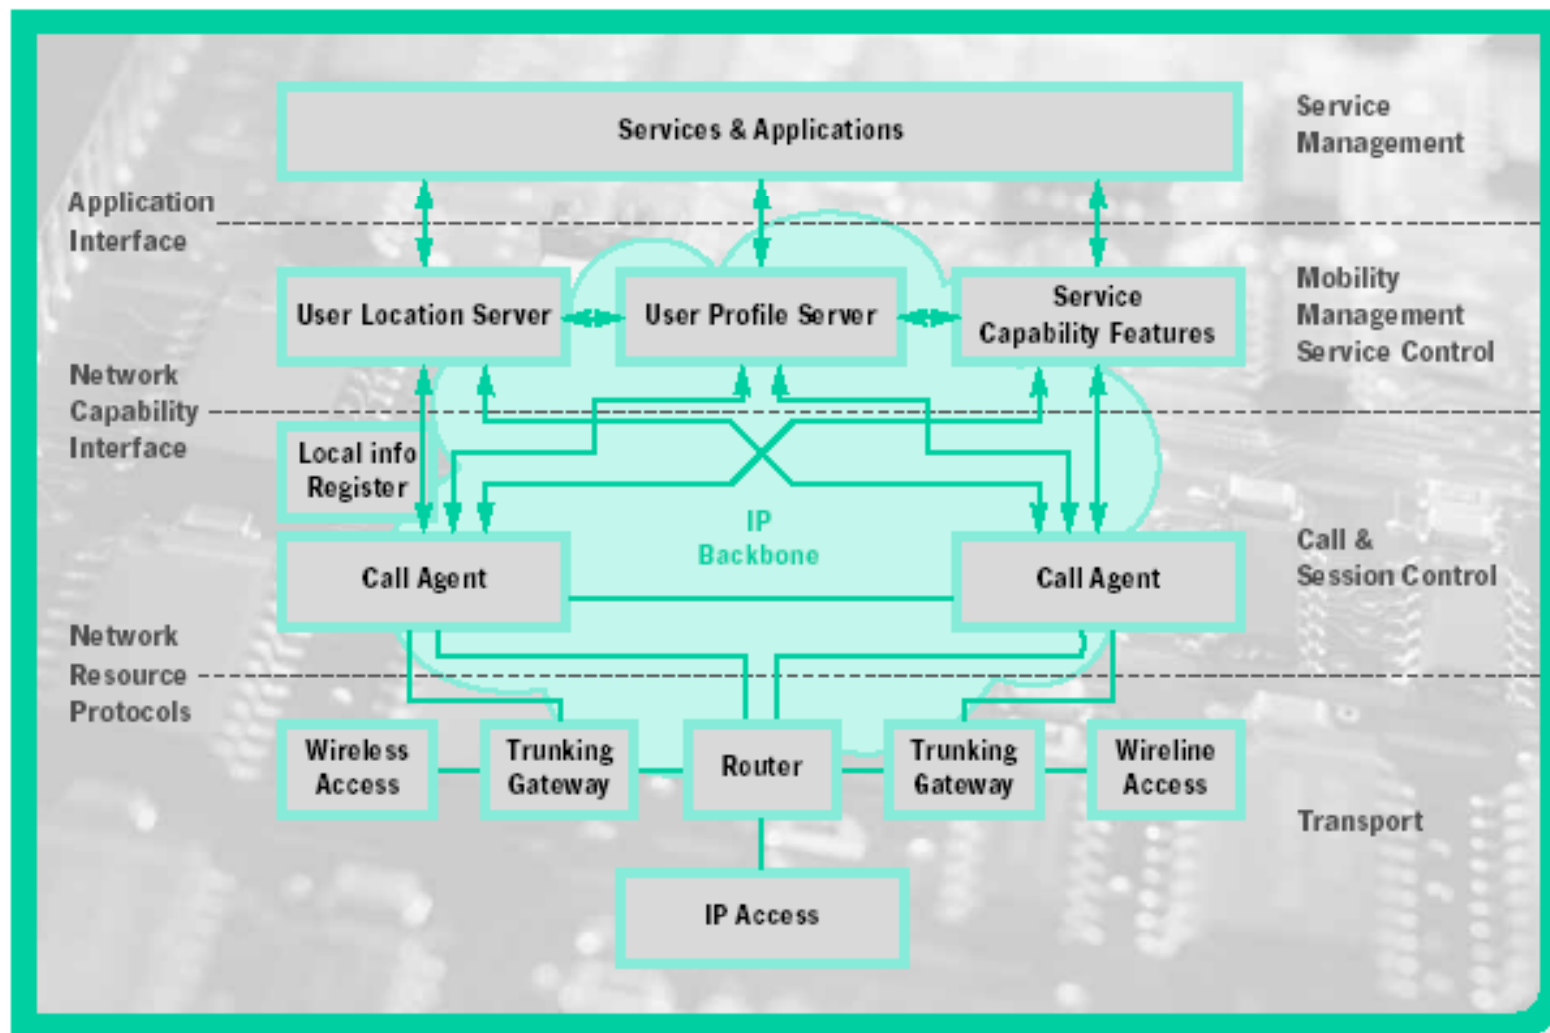 Services & Applications
Service
Management
Application
Interface
User Location Server
User Profile Server
Service
Capability Features
Mobility
Management
Service Control
Network
Capability
Interface
Local info
Register
IP
Backbone
Call Agent
Call Agent
Call &
Session Control
Network
Resource
Protocols
Wireless
Access
Trunking
Gateway
Router
Trunking
Gateway
Wireline
Access
Transport
IP Access